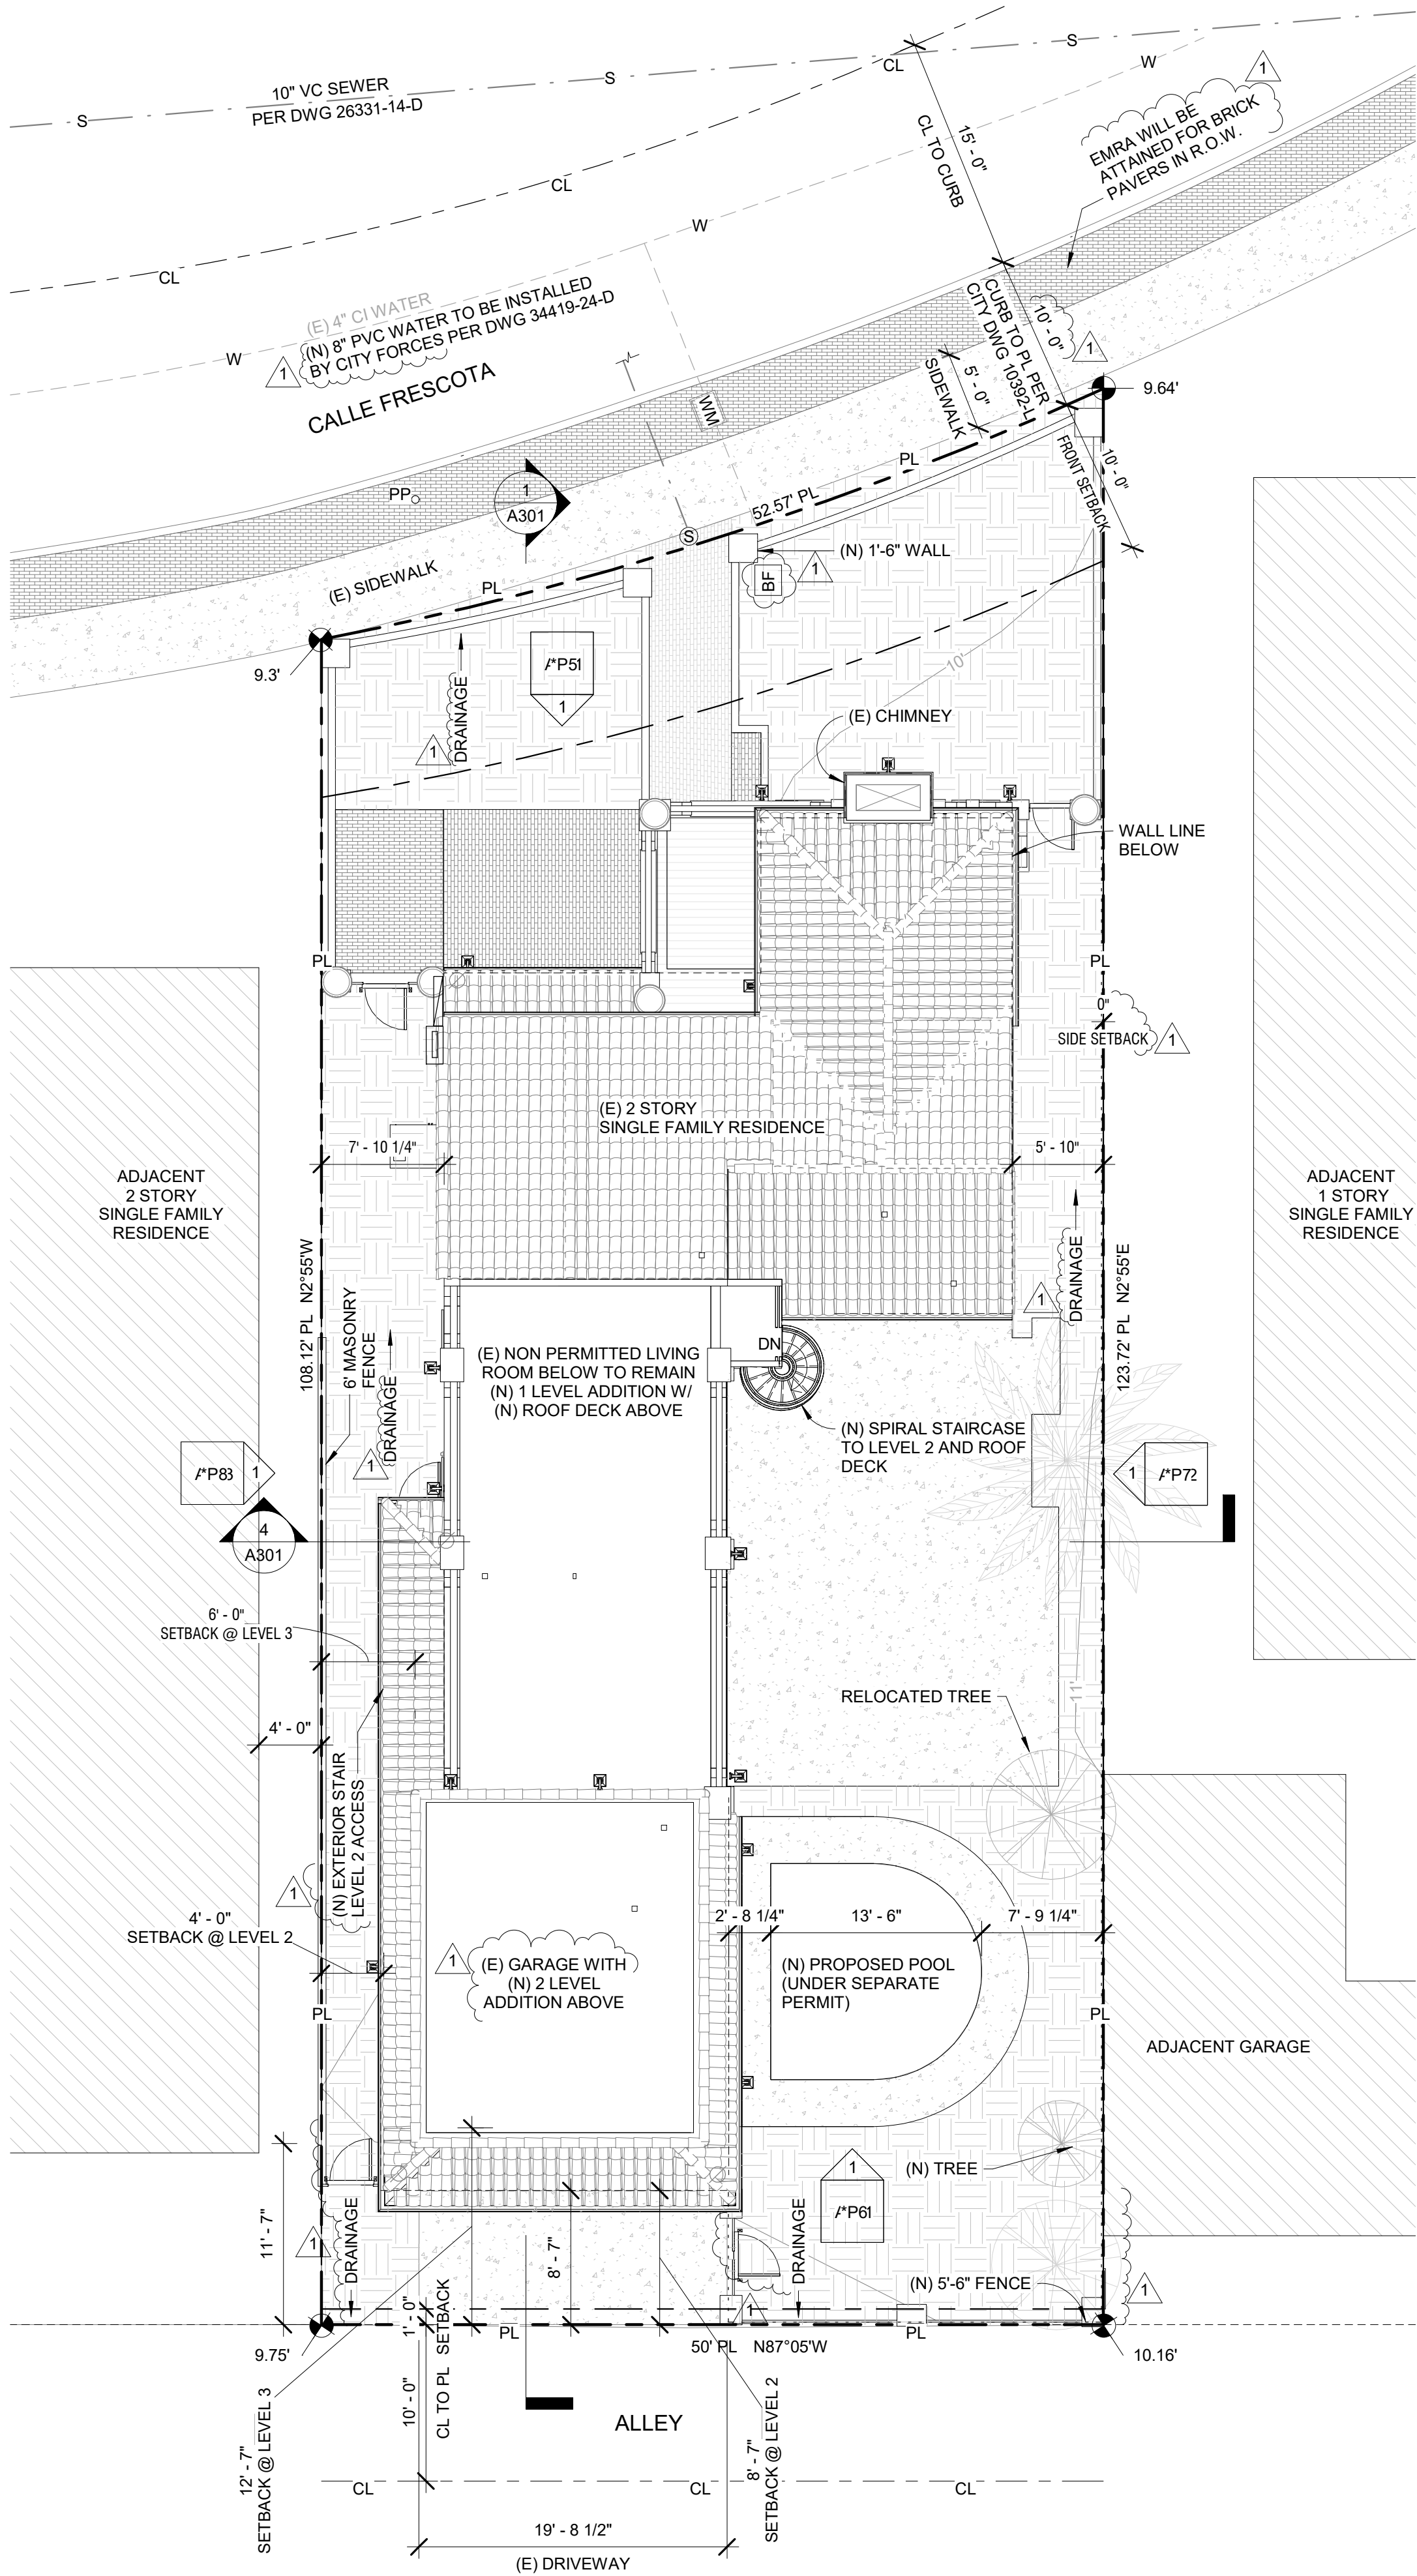 S
CL
S
W
1
10" VC SEWER
PER DWG 26331-14-D
S
EMRA WILL BE
ATTAINED FOR BRICK
PAVERS IN R.O.W.
15' - 0"
CL TO CURB
CL
W
CL
(E) 4" CI WATER
(N) 8" PVC WATER TO BE INSTALLED
BY CITY FORCES PER DWG 34419-24-D
1
W
CALLE FRESCOTA
CURB TO PL PER
CITY DWG 10392-L
10' - 0"
1
SIDEWALK
5' - 0"
9.64'
WM
PL
FRONT SETBACK
10' - 0"
PP
1
A301
52.57' PL
S
(N) 1'-6" WALL
BF
1
(E) SIDEWALK
PL
9.3'
10'
1
DRAINAGE
1
(E) CHIMNEY
WALL LINE
BELOW
PL
PL
0"
SIDE SETBACK
1
(E) 2 STORY
SINGLE FAMILY RESIDENCE
7' - 10 1/4"
5' - 10"
ADJACENT
2 STORY
SINGLE FAMILY
RESIDENCE
ADJACENT
1 STORY
SINGLE FAMILY
RESIDENCE
108.12' PL N2°55'W
6' MASONRY
FENCE
DRAINAGE
1
DRAINAGE
1
123.72' PL N2°55'E
(E) NON PERMITTED LIVING
ROOM BELOW TO REMAIN
(N) 1 LEVEL ADDITION W/
(N) ROOF DECK ABOVE
DN
(N) SPIRAL STAIRCASE
TO LEVEL 2 AND ROOF
DECK
1
1
4
A301
6' - 0"
SETBACK @ LEVEL 3
4' - 0"
RELOCATED TREE
11'
(N) EXTERIOR STAIR
LEVEL 2 ACCESS
1
4' - 0"
SETBACK @ LEVEL 2
2' - 8 1/4"
13' - 6"
7' - 9 1/4"
1
(E) GARAGE WITH
(N) 2 LEVEL
ADDITION ABOVE
(N) PROPOSED POOL
(UNDER SEPARATE
PERMIT)
PL
PL
ADJACENT GARAGE
1
(N) TREE
11' - 7"
1
DRAINAGE
8' - 7"
DRAINAGE
(N) 5'-6" FENCE
1
1
1'- 0"
SETBACK
PL
50' PL N87°05'W
PL
9.75'
10.16'
10' - 0"
CL TO PL
12' - 7"
SETBACK @ LEVEL 3
ALLEY
8' - 7"
SETBACK @ LEVEL 2
CL
CL
CL
19' - 8 1/2"
(E) DRIVEWAY